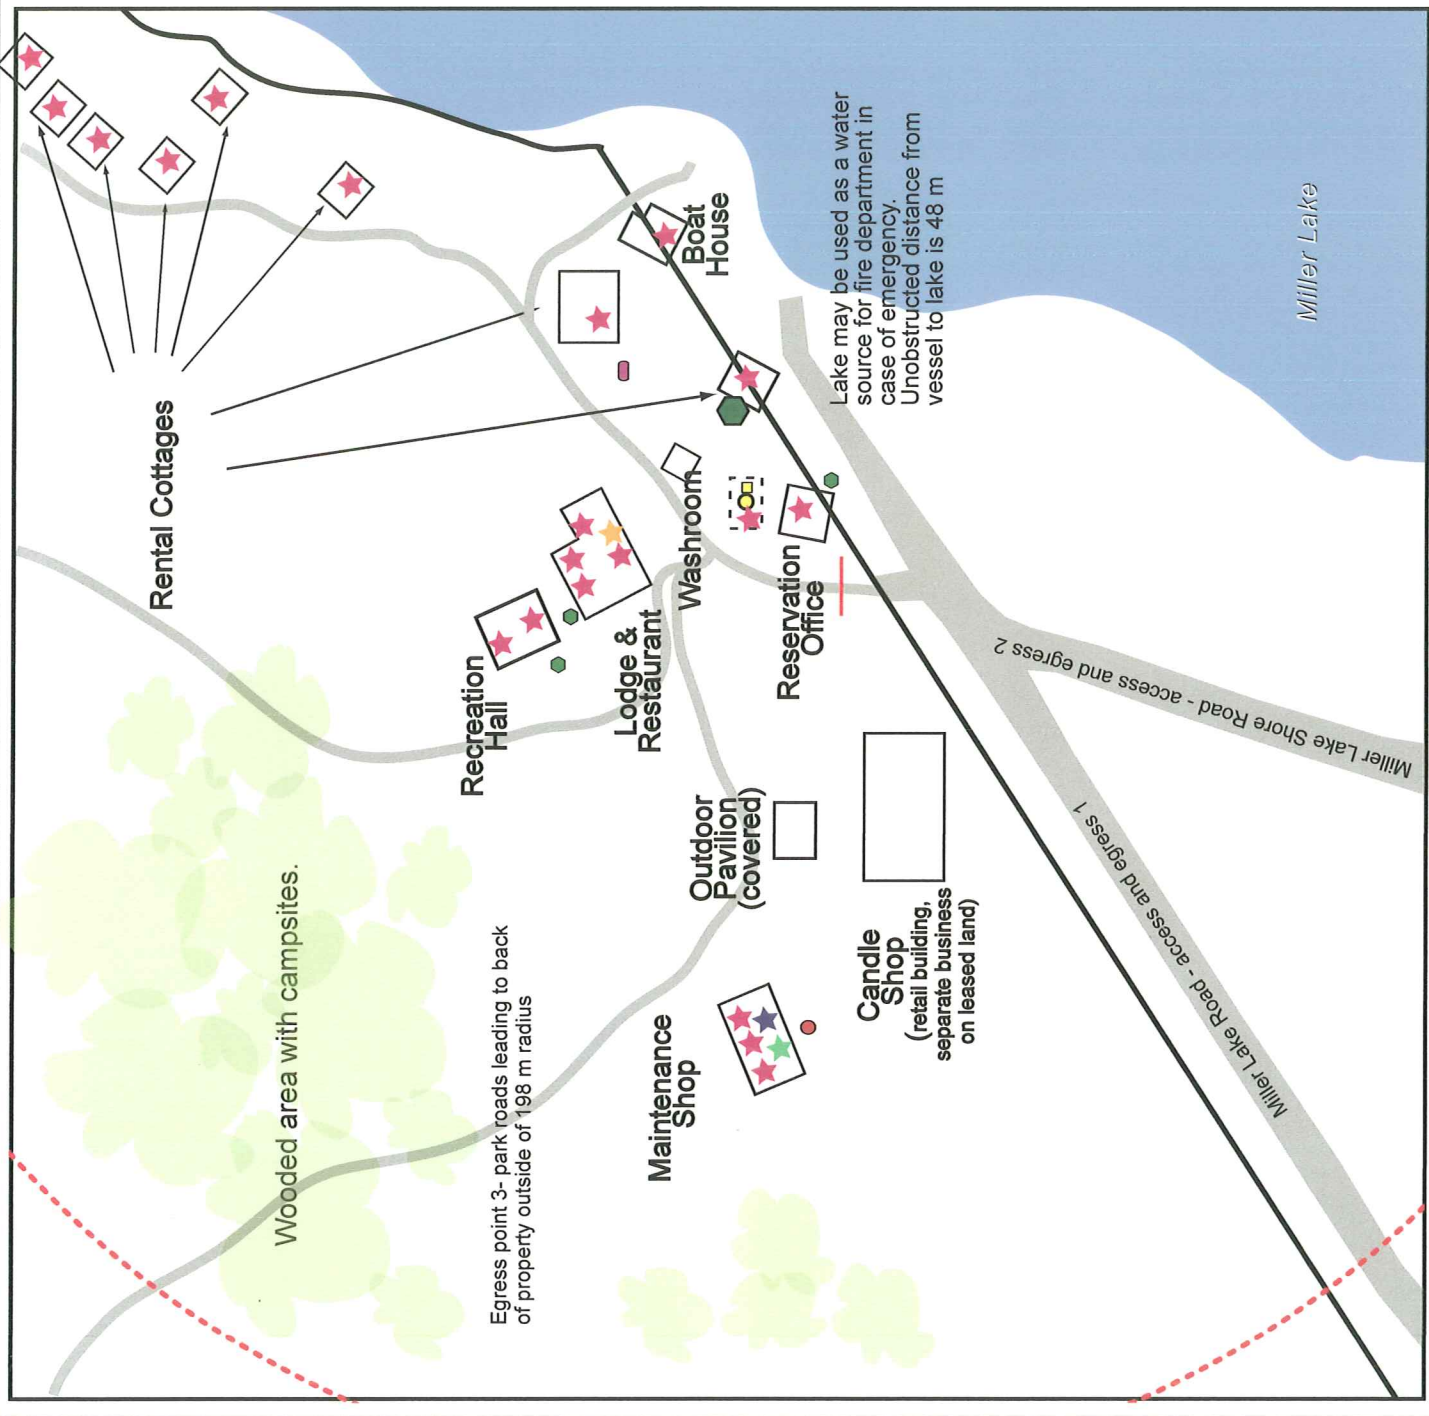 Rental Cottages
Boat
House
Lake may be used as a water
source for fire department in
case of emergency.
Unobstructed distance from
vessel to lake is 48 m
Miller Lake
Washroom
Reservation
Office
Lodge &
Restaurant
Recreation
Hall
Outdoor
Pavilion
(covered)
Candle
Shop
(retail building,
separate business
on leased land)
Maintenance
Shop
Wooded area with campsites.
Egress point 3- park roads leading to back
of property outside of 198 m radius
Miller Lake Shore Road - access and egress 2
Miller Lake Road - access and egress 1